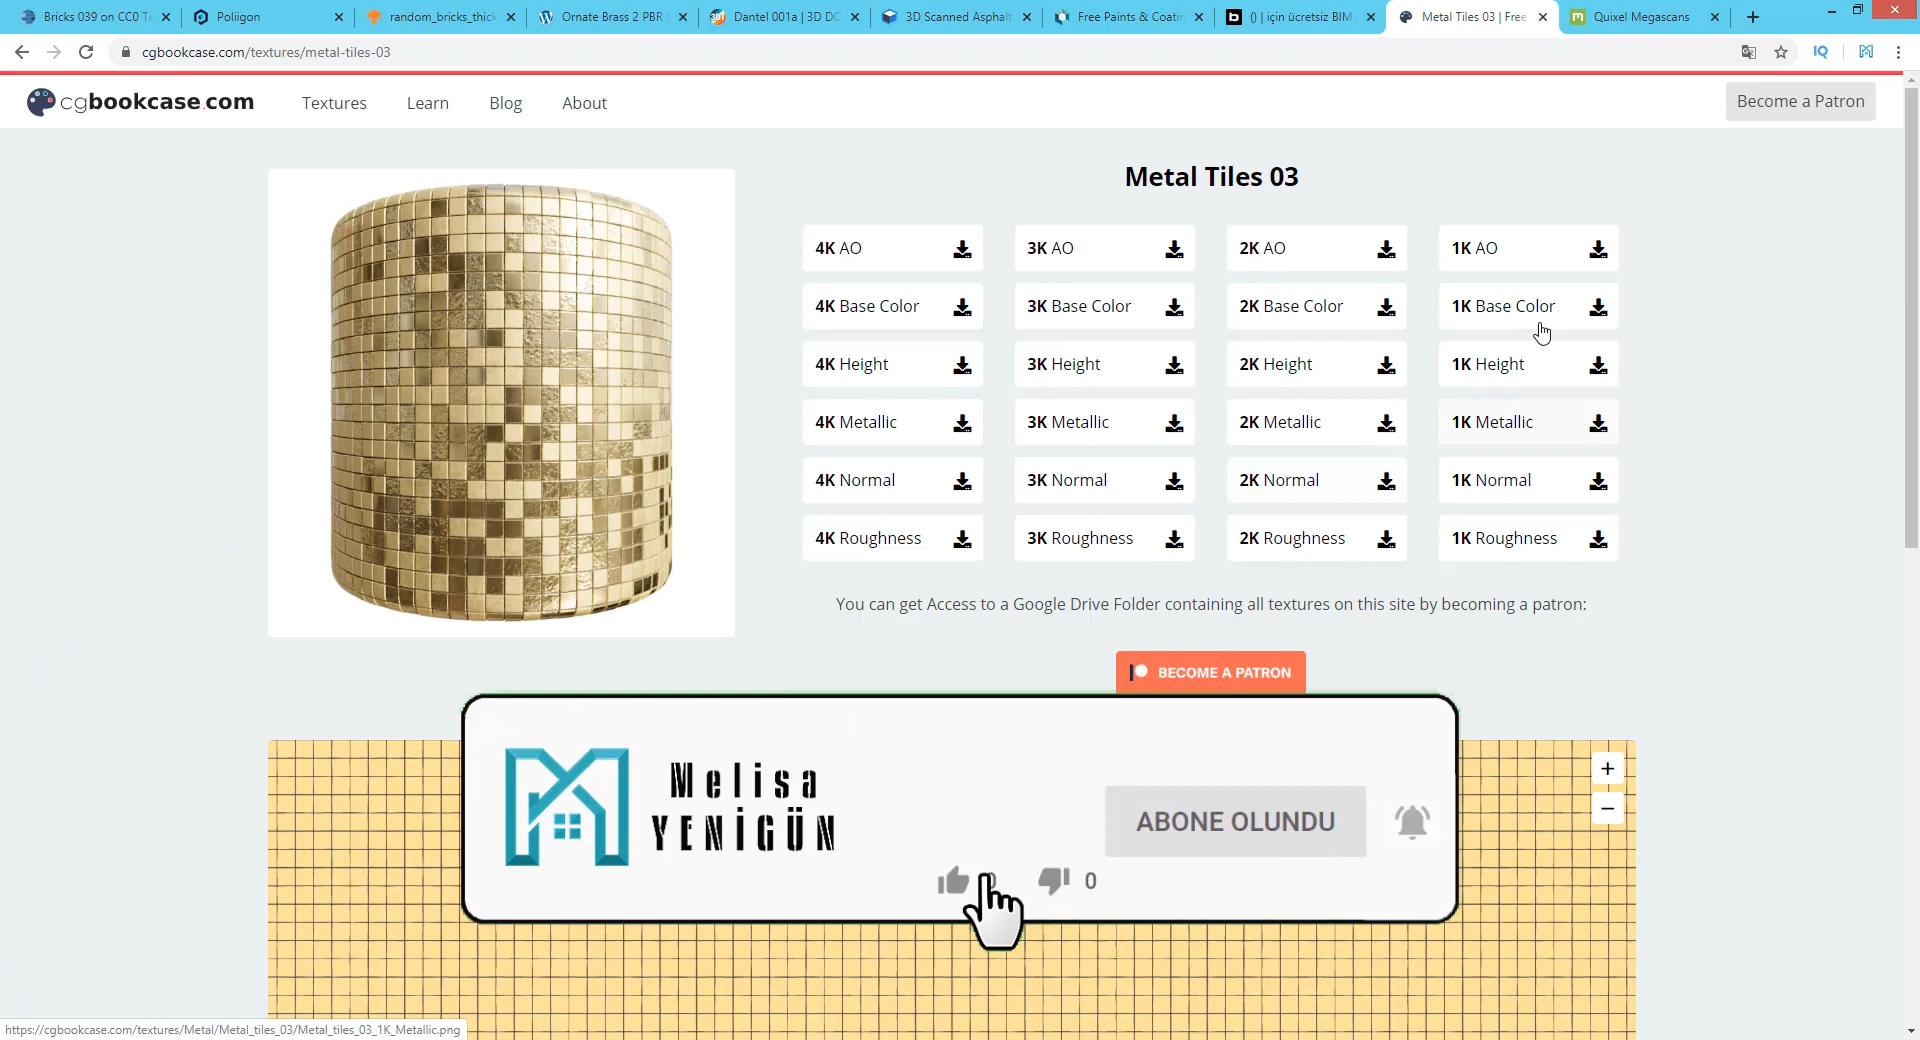 Bricks 039 on CC0 Te
Poliigon
random_bricks_thick
Ornate Brass 2 PBR
Dantel 001a | 3D DO
3D Scanned Asphalt
Free Paints & Coatin
() | için ücretsiz BIM
Metal Tiles 03 | Free
Quixel Megascans
cgbookcase.com/textures/metal-tiles-03
IQ
cgbookcase.com
Textures
Learn
Blog
About
Become a Patron
Metal Tiles 03
4K AO
3K AO
2K AO
1K AO
4K Base Color
3K Base Color
2K Base Color
1K Base Color
4K Height
3K Height
2K Height
1K Height
4K Metallic
3K Metallic
2K Metallic
1K Metallic
4K Normal
3K Normal
2K Normal
1K Normal
4K Roughness
3K Roughness
2K Roughness
1K Roughness
You can get Access to a Google Drive Folder containing all textures on this site by becoming a patron:
BECOME A PATRON
Melisa
YENİGÜN
ABONE OLUNDU
0
+
−
https://cgbookcase.com/textures/Metal/Metal_tiles_03/Metal_tiles_03_1K_Metallic.png